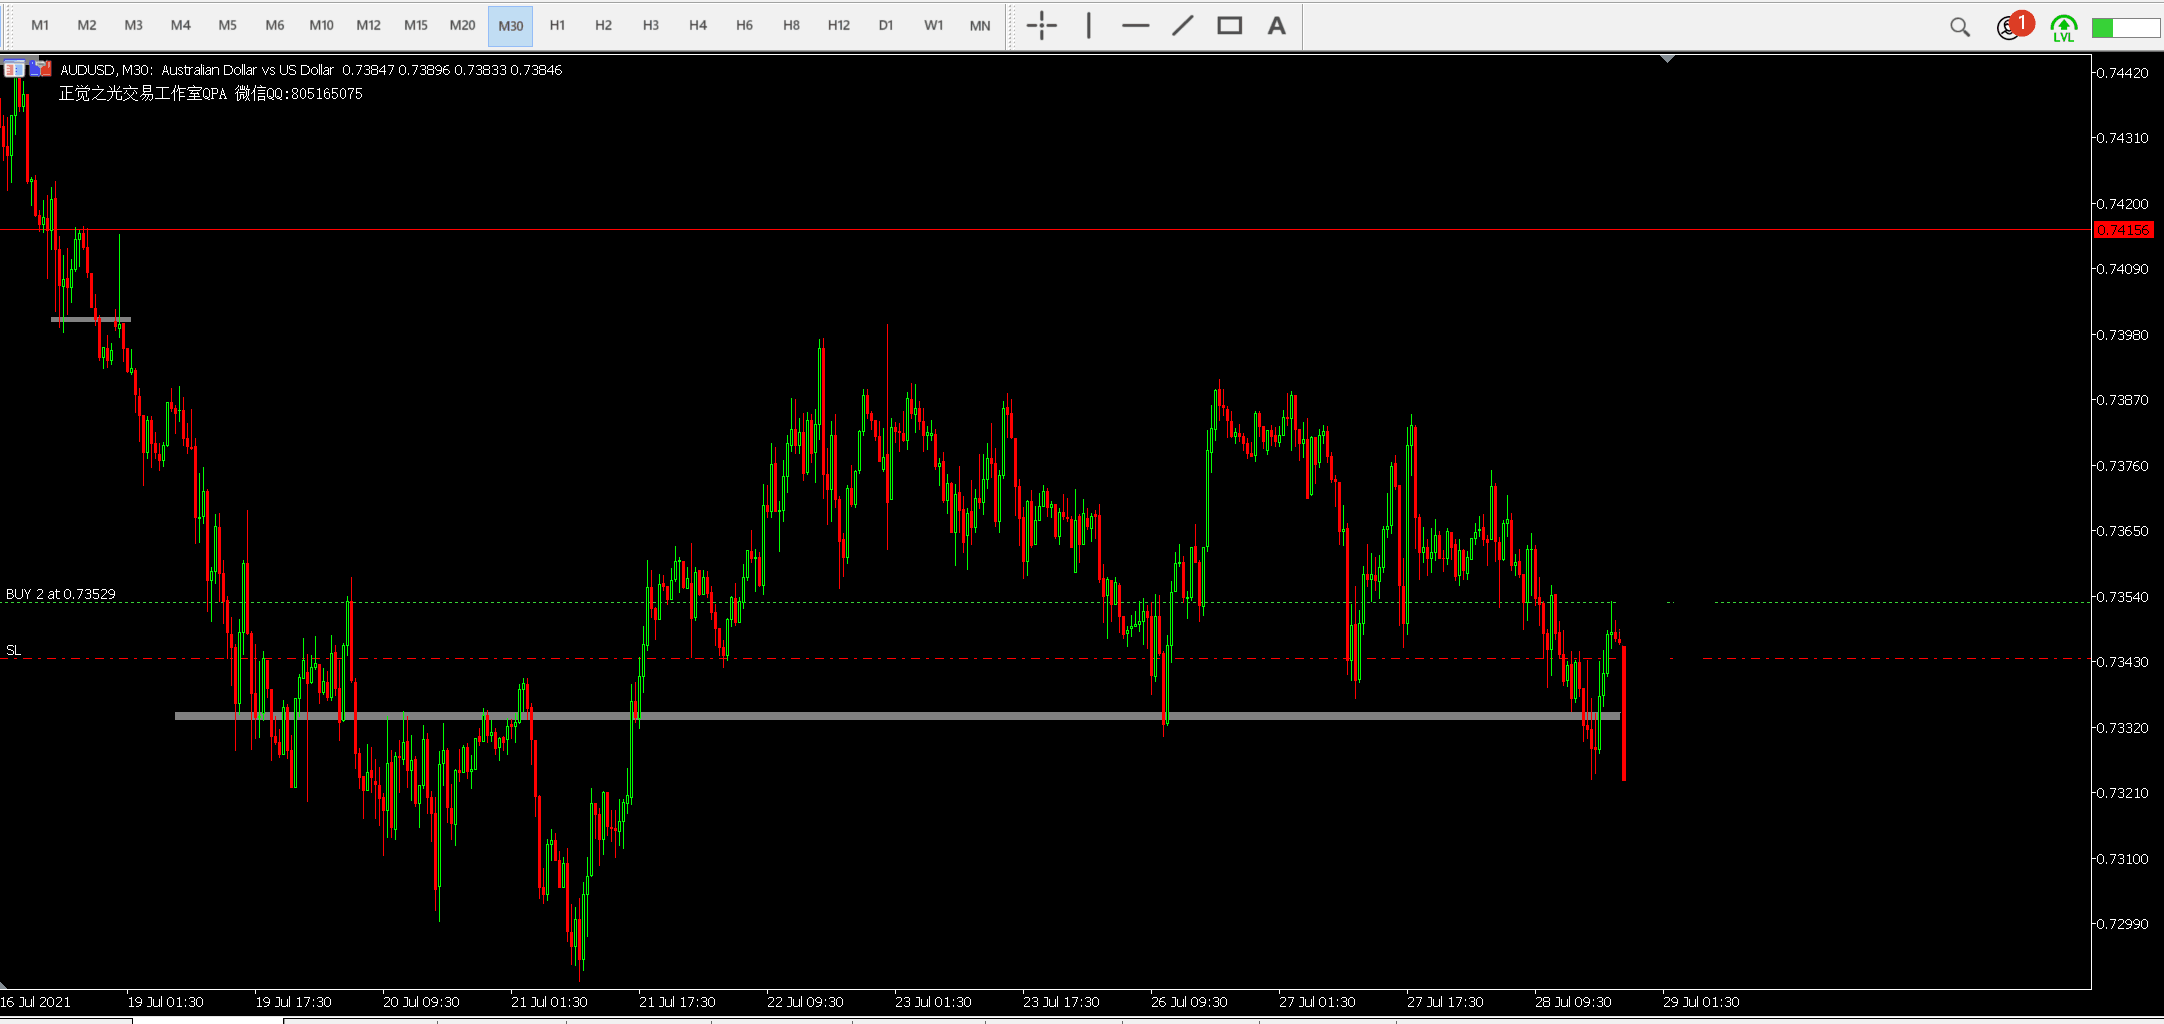 M1 M2 M3 M4 M5 M6 M10 M12 M15 M20 M30 H1 H2 H3 H4 H6 H8 H12 D1 W1 MN A 1 LVL
AUDUSD, M30: Australian Dollar vs US Dollar 0.73847 0.73896 0.73833 0.73846
正觉之光交易工作室QPA 微信QQ:805165075
0.74420
0.74310
0.74200
0.74156
0.74090
0.73980
0.73870
0.73760
0.73650
BUY 2 at 0.73529
0.73540
SL
0.73430
0.73320
0.73210
0.73100
0.72990
16 Jul 2021 19 Jul 01:30 19 Jul 17:30 20 Jul 09:30 21 Jul 01:30 21 Jul 17:30 22 Jul 09:30 23 Jul 01:30 23 Jul 17:30 26 Jul 09:30 27 Jul 01:30 27 Jul 17:30 28 Jul 09:30 29 Jul 01:30